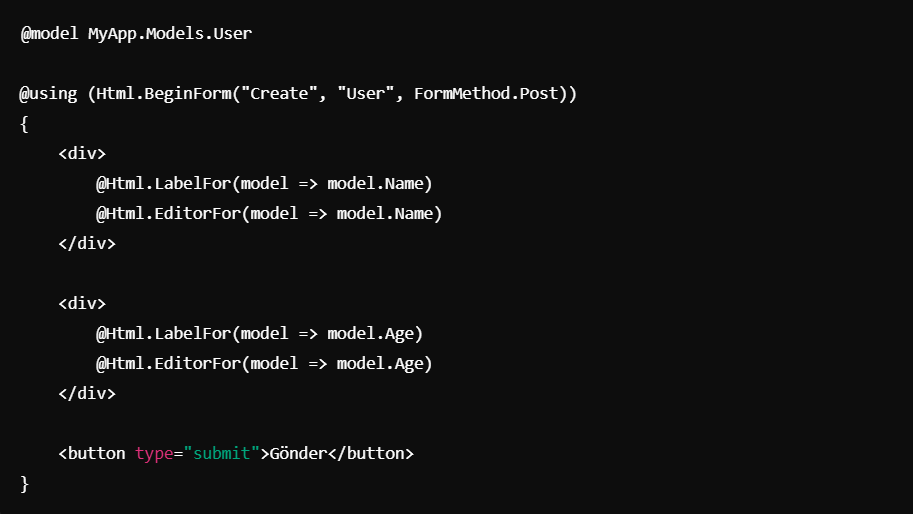 @model MyApp.Models.User
@using (Html.BeginForm("Create", "User", FormMethod.Post))
{
<div>
@Html.LabelFor(model => model.Name)
@Html.EditorFor(model => model.Name)
</div>
<div>
@Html.LabelFor(model => model.Age)
@Html.EditorFor(model => model.Age)
</div>
<button type="submit">Gönder</button>
}